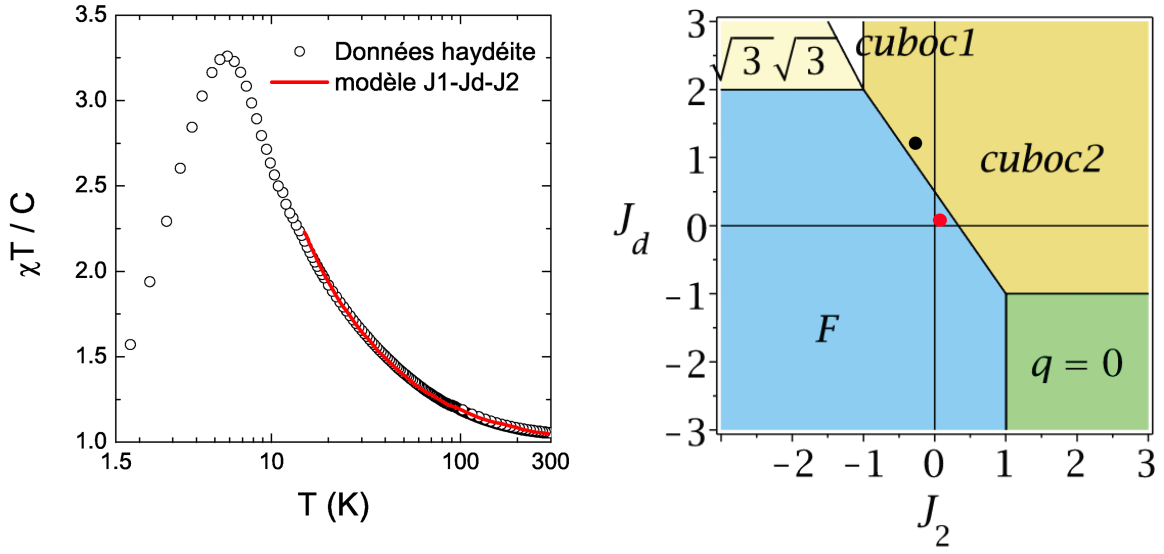 3.5
3.0
2.5
2.0
1.5
1.0
χT / C
Données haydéite
modèle J1-Jd-J2
1.5
10
100
300
T (K)
3
2
1
0
−1
−2
−3
J_d
√3 √3
cuboc1
cuboc2
F
q = 0
−2
−1
0
1
2
3
J_2